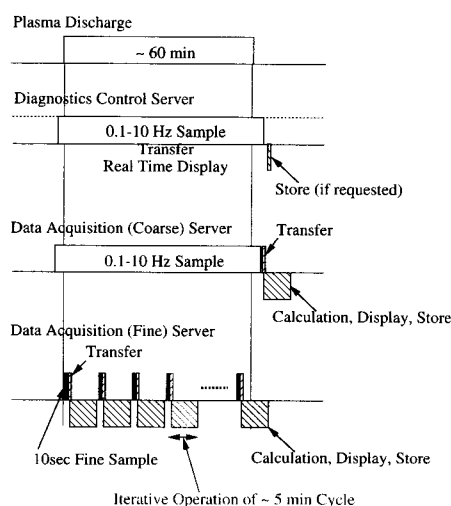 Plasma Discharge
~ 60 min
Diagnostics Control Server
0.1-10 Hz Sample
Transfer
Real Time Display
Store (if requested)
Data Acquisition (Coarse) Server
Transfer
0.1-10 Hz Sample
Calculation, Display, Store
Data Acquisition (Fine) Server
Transfer
10sec Fine Sample
Calculation, Display, Store
Iterative Operation of ~ 5 min Cycle